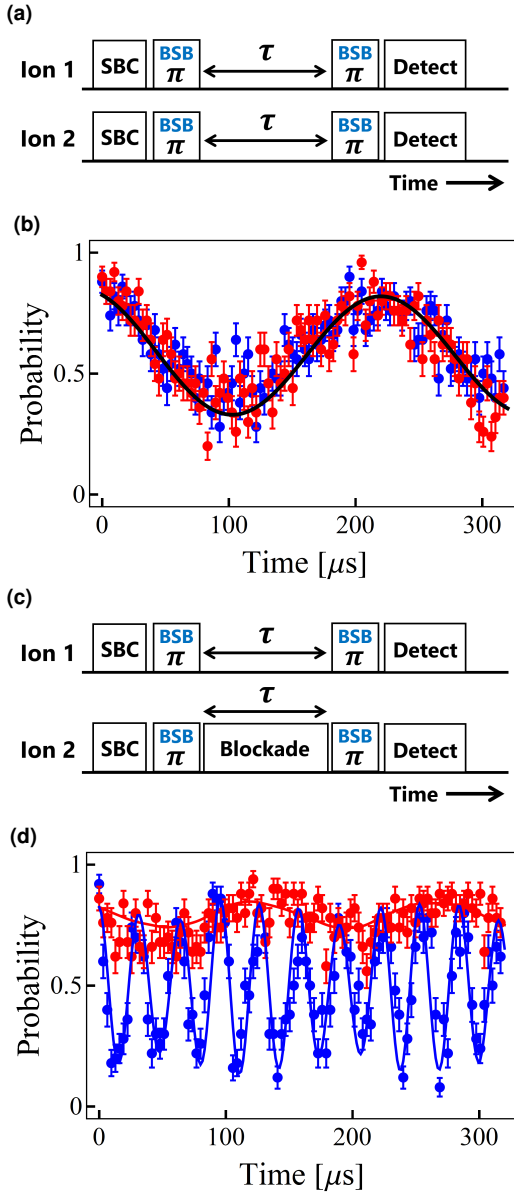 (a)
Ion 1 SBC BSB π τ BSB π Detect
Ion 2 SBC BSB π BSB π Detect
Time
(b)
1
0.5
0
Probability
0 100 200 300
Time [μs]
(c)
Ion 1 SBC BSB π τ BSB π Detect
τ
Ion 2 SBC BSB π Blockade BSB π Detect
Time
(d)
1
0.5
0
Probability
0 100 200 300
Time [μs]